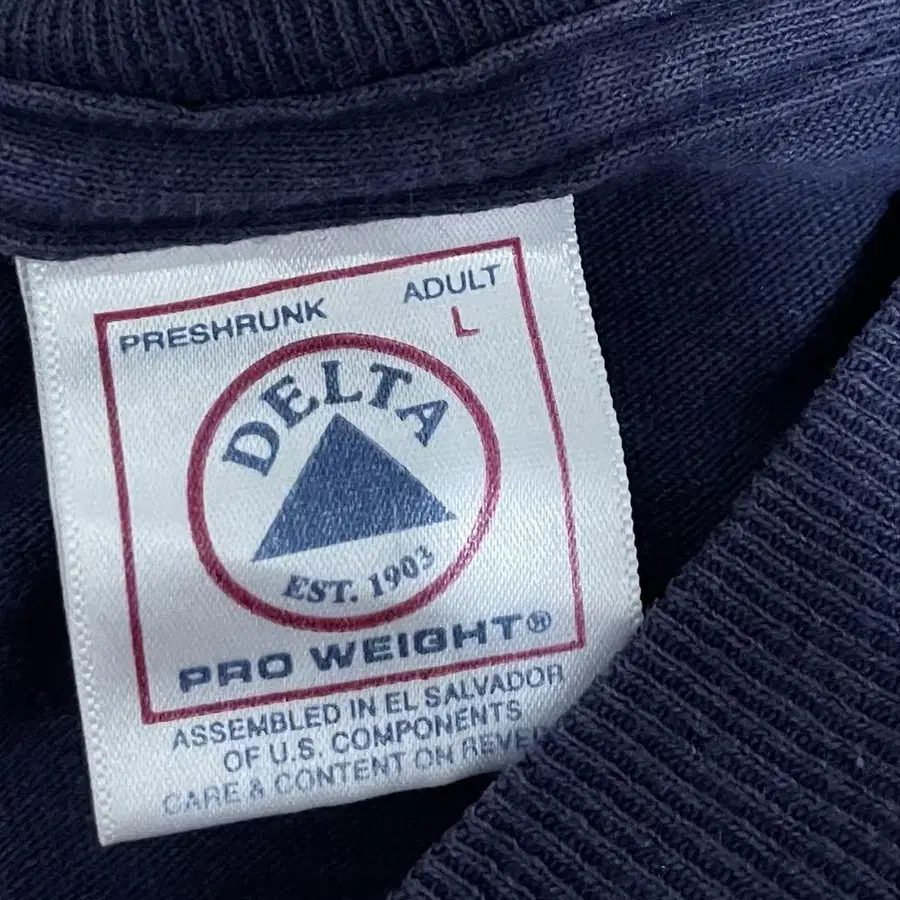 PRESHRUNK
ADULT
L
DELTA
EST. 1903
PRO WEIGHT®
ASSEMBLED IN EL SALVADOR
OF U.S. COMPONENTS
CARE & CONTENT ON